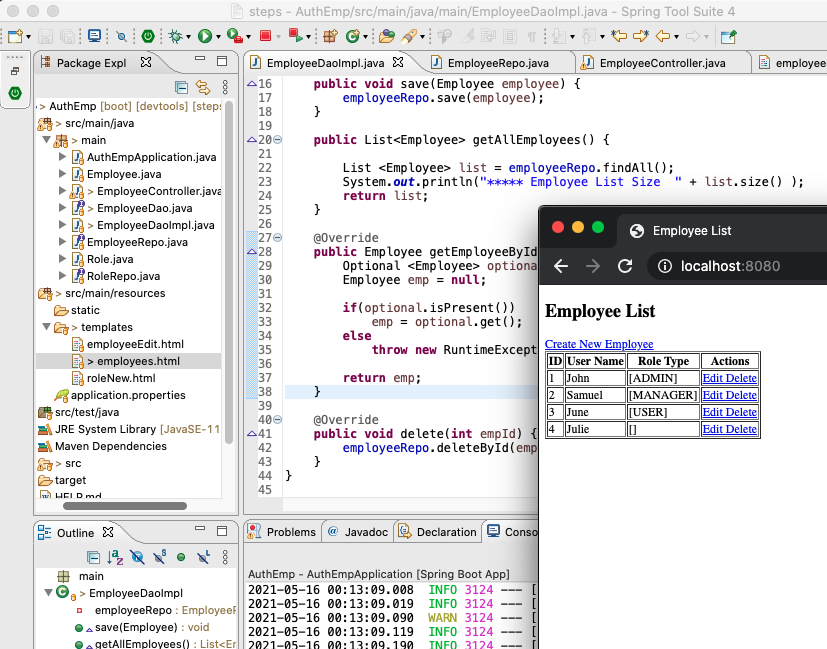 steps - AuthEmp/src/main/java/main/EmployeeDaoImpl.java - Spring Tool Suite 4
Package Expl
> AuthEmp [boot] [devtools] [steps
> src/main/java
> main
AuthEmpApplication.java
Employee.java
> EmployeeController.java
> EmployeeDao.java
> EmployeeDaoImpl.java
EmployeeRepo.java
Role.java
RoleRepo.java
> src/main/resources
static
> templates
employeeEdit.html
> employees.html
roleNew.html
application.properties
src/test/java
JRE System Library [JavaSE-11
Maven Dependencies
> src
target
HELP.md
Outline
main
> EmployeeDaoImpl
employeeRepo : EmployeeR
save(Employee) : void
getAllEmployees() : List<Er
EmployeeDaoImpl.java
EmployeeRepo.java
EmployeeController.java
employee
16 public void save(Employee employee) {
17 employeeRepo.save(employee);
18 }
19
20 public List<Employee> getAllEmployees() {
21
22 List <Employee> list = employeeRepo.findAll();
23 System.out.println("***** Employee List Size  " + list.size() );
24 return list;
25 }
26
27 @Override
28 public Employee getEmployeeById
29 Optional <Employee> optiona
30 Employee emp = null;
31
32 if(optional.isPresent())
33 emp = optional.get();
34 else
35 throw new RuntimeExcept
36
37 return emp;
38 }
39
40 @Override
41 public void delete(int empId) {
42 employeeRepo.deleteById(emp
43 }
44 }
45
Problems
@ Javadoc
Declaration
Conso
AuthEmp - AuthEmpApplication [Spring Boot App]
2021-05-16 00:13:09.008 INFO 3124 --- [
2021-05-16 00:13:09.019 INFO 3124 --- [
2021-05-16 00:13:09.090 WARN 3124 --- [
2021-05-16 00:13:09.119 INFO 3124 --- [
2021-05-16 00:13:09.190 INFO 3124 --- [
Employee List
localhost:8080
Employee List
Create New Employee
ID User Name Role Type Actions
1 John [ADMIN] Edit Delete
2 Samuel [MANAGER] Edit Delete
3 June [USER] Edit Delete
4 Julie [] Edit Delete